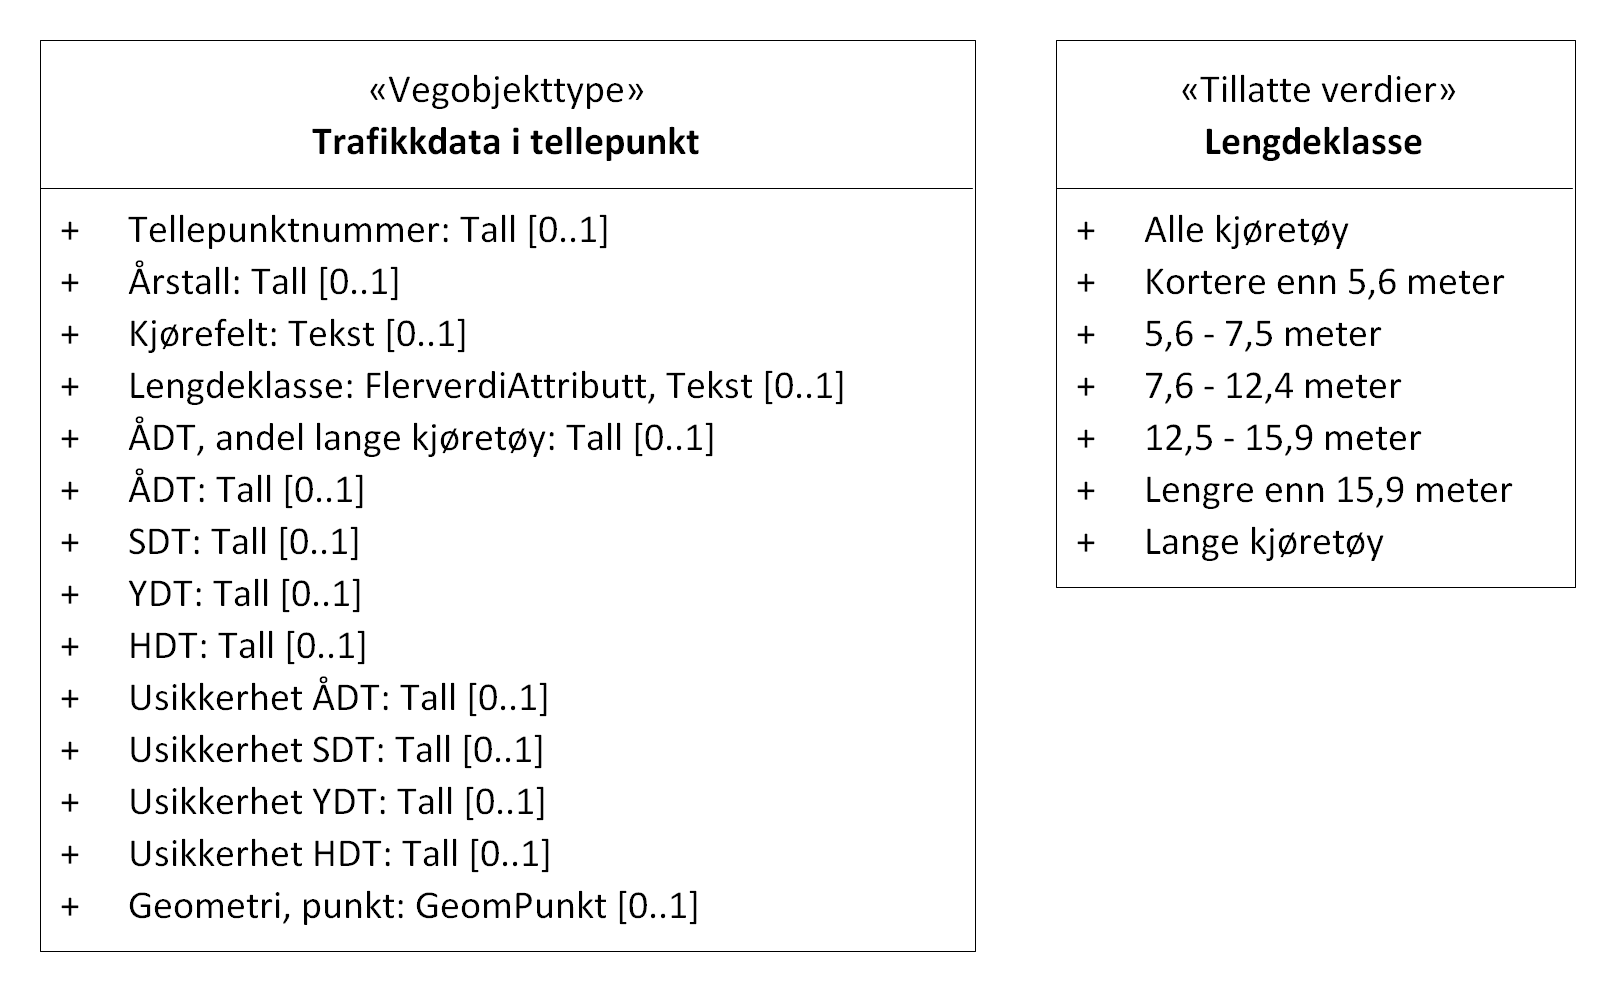 «Vegobjekttype»
Trafikkdata i tellepunkt
+ Tellepunktnummer: Tall [0..1]
+ Årstall: Tall [0..1]
+ Kjørefelt: Tekst [0..1]
+ Lengdeklasse: FlerverdiAttributt, Tekst [0..1]
+ ÅDT, andel lange kjøretøy: Tall [0..1]
+ ÅDT: Tall [0..1]
+ SDT: Tall [0..1]
+ YDT: Tall [0..1]
+ HDT: Tall [0..1]
+ Usikkerhet ÅDT: Tall [0..1]
+ Usikkerhet SDT: Tall [0..1]
+ Usikkerhet YDT: Tall [0..1]
+ Usikkerhet HDT: Tall [0..1]
+ Geometri, punkt: GeomPunkt [0..1]
«Tillatte verdier»
Lengdeklasse
+ Alle kjøretøy
+ Kortere enn 5,6 meter
+ 5,6 - 7,5 meter
+ 7,6 - 12,4 meter
+ 12,5 - 15,9 meter
+ Lengre enn 15,9 meter
+ Lange kjøretøy